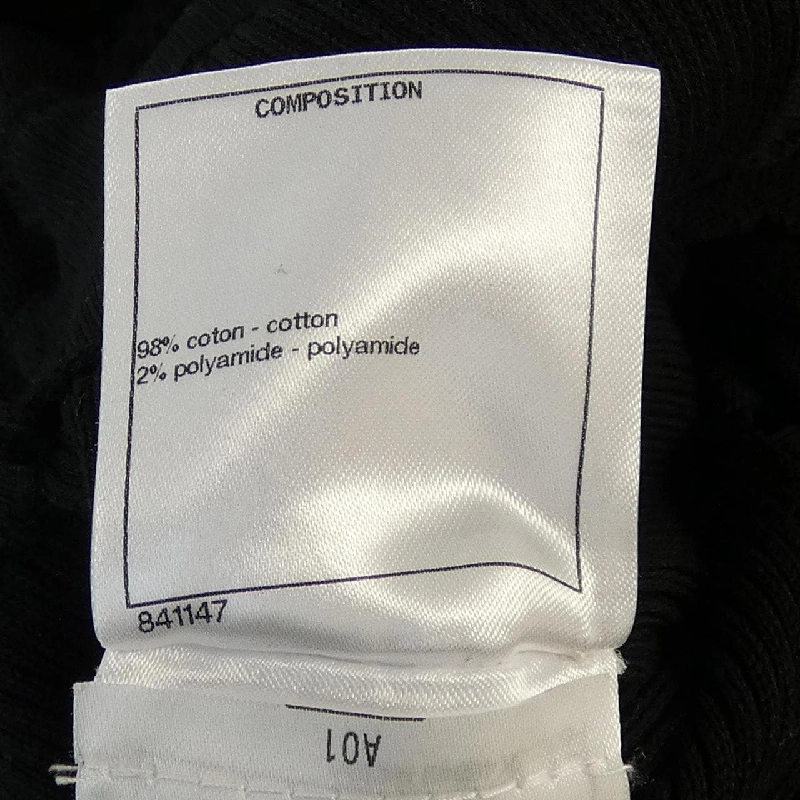 COMPOSITION
98% coton - cotton
2% polyamide - polyamide
841147
A01